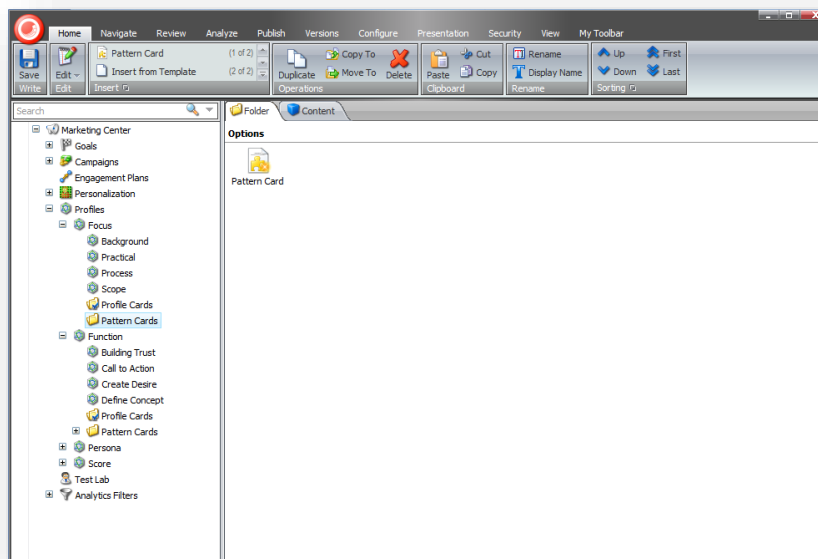 Home Navigate Review Analyze Publish Versions Configure Presentation Security View My Toolbar
Save
Write
Edit
Edit
Pattern Card (1 of 2)
Insert from Template (2 of 2)
Insert
Duplicate
Copy To
Move To
Delete
Operations
Paste
Cut
Copy
Clipboard
Rename
Display Name
Rename
Up First
Down Last
Sorting
Search
Folder Content
Options
Pattern Card
Marketing Center
Goals
Campaigns
Engagement Plans
Personalization
Profiles
Focus
Background
Practical
Process
Scope
Profile Cards
Pattern Cards
Function
Building Trust
Call to Action
Create Desire
Define Concept
Profile Cards
Pattern Cards
Persona
Score
Test Lab
Analytics Filters